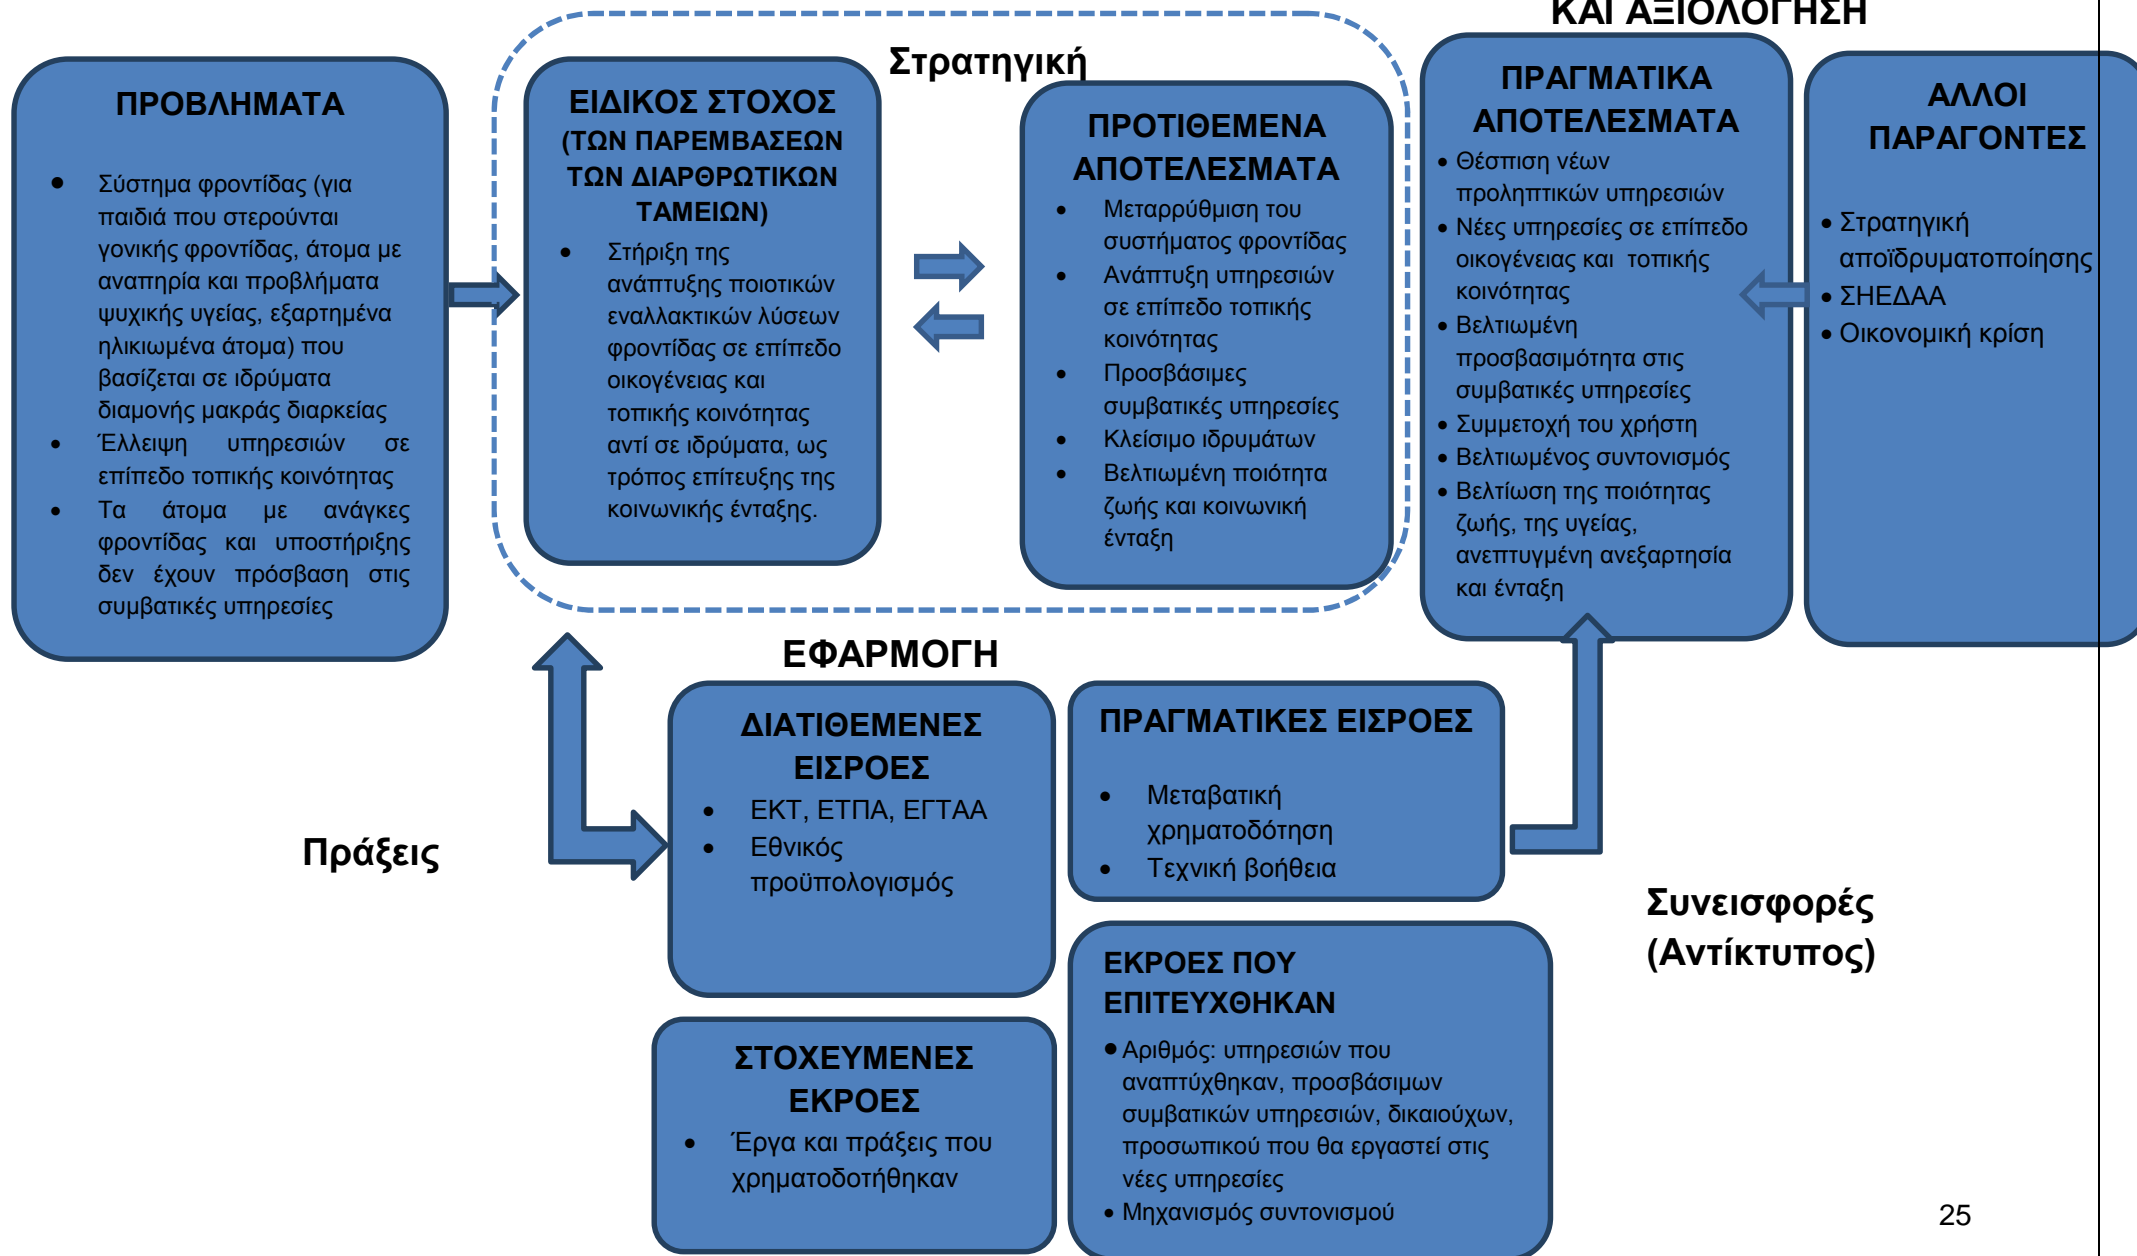 ΚΑΙ ΑΞΙΟΛΟΓΗΣΗ
Στρατηγική
ΠΡΟΒΛΗΜΑΤΑ
• Σύστημα φροντίδας (για
παιδιά που στερούνται
γονικής φροντίδας, άτομα με
αναπηρία και προβλήματα
ψυχικής υγείας, εξαρτημένα
ηλικιωμένα άτομα) που
βασίζεται σε ιδρύματα
διαμονής μακράς διαρκείας
• Έλλειψη υπηρεσιών σε
επίπεδο τοπικής κοινότητας
• Τα άτομα με ανάγκες
φροντίδας και υποστήριξης
δεν έχουν πρόσβαση στις
συμβατικές υπηρεσίες
ΕΙΔΙΚΟΣ ΣΤΟΧΟΣ
(ΤΩΝ ΠΑΡΕΜΒΑΣΕΩΝ
ΤΩΝ ΔΙΑΡΘΡΩΤΙΚΩΝ
ΤΑΜΕΙΩΝ)
• Στήριξη της
ανάπτυξης ποιοτικών
εναλλακτικών λύσεων
φροντίδας σε επίπεδο
οικογένειας και
τοπικής κοινότητας
αντί σε ιδρύματα, ως
τρόπος επίτευξης της
κοινωνικής ένταξης.
ΠΡΟΤΙΘΕΜΕΝΑ
ΑΠΟΤΕΛΕΣΜΑΤΑ
• Μεταρρύθμιση του
συστήματος φροντίδας
• Ανάπτυξη υπηρεσιών
σε επίπεδο τοπικής
κοινότητας
• Προσβάσιμες
συμβατικές υπηρεσίες
• Κλείσιμο ιδρυμάτων
• Βελτιωμένη ποιότητα
ζωής και κοινωνική
ένταξη
ΠΡΑΓΜΑΤΙΚΑ
ΑΠΟΤΕΛΕΣΜΑΤΑ
• Θέσπιση νέων
προληπτικών υπηρεσιών
• Νέες υπηρεσίες σε επίπεδο
οικογένειας και τοπικής
κοινότητας
• Βελτιωμένη
προσβασιμότητα στις
συμβατικές υπηρεσίες
• Συμμετοχή του χρήστη
• Βελτιωμένος συντονισμός
• Βελτίωση της ποιότητας
ζωής, της υγείας,
ανεπτυγμένη ανεξαρτησία
και ένταξη
ΑΛΛΟΙ
ΠΑΡΑΓΟΝΤΕΣ
• Στρατηγική
αποϊδρυματοποίησης
• ΣΗΕΔΑΑ
• Οικονομική κρίση
ΕΦΑΡΜΟΓΗ
Πράξεις
ΔΙΑΤΙΘΕΜΕΝΕΣ
ΕΙΣΡΟΕΣ
• ΕΚΤ, ΕΤΠΑ, ΕΓΤΑΑ
• Εθνικός
προϋπολογισμός
ΠΡΑΓΜΑΤΙΚΕΣ ΕΙΣΡΟΕΣ
• Μεταβατική
χρηματοδότηση
• Τεχνική βοήθεια
Συνεισφορές
(Αντίκτυπος)
ΣΤΟΧΕΥΜΕΝΕΣ
ΕΚΡΟΕΣ
• Έργα και πράξεις που
χρηματοδοτήθηκαν
ΕΚΡΟΕΣ ΠΟΥ
ΕΠΙΤΕΥΧΘΗΚΑΝ
• Αριθμός: υπηρεσιών που
αναπτύχθηκαν, προσβάσιμων
συμβατικών υπηρεσιών, δικαιούχων,
προσωπικού που θα εργαστεί στις
νέες υπηρεσίες
• Μηχανισμός συντονισμού
25